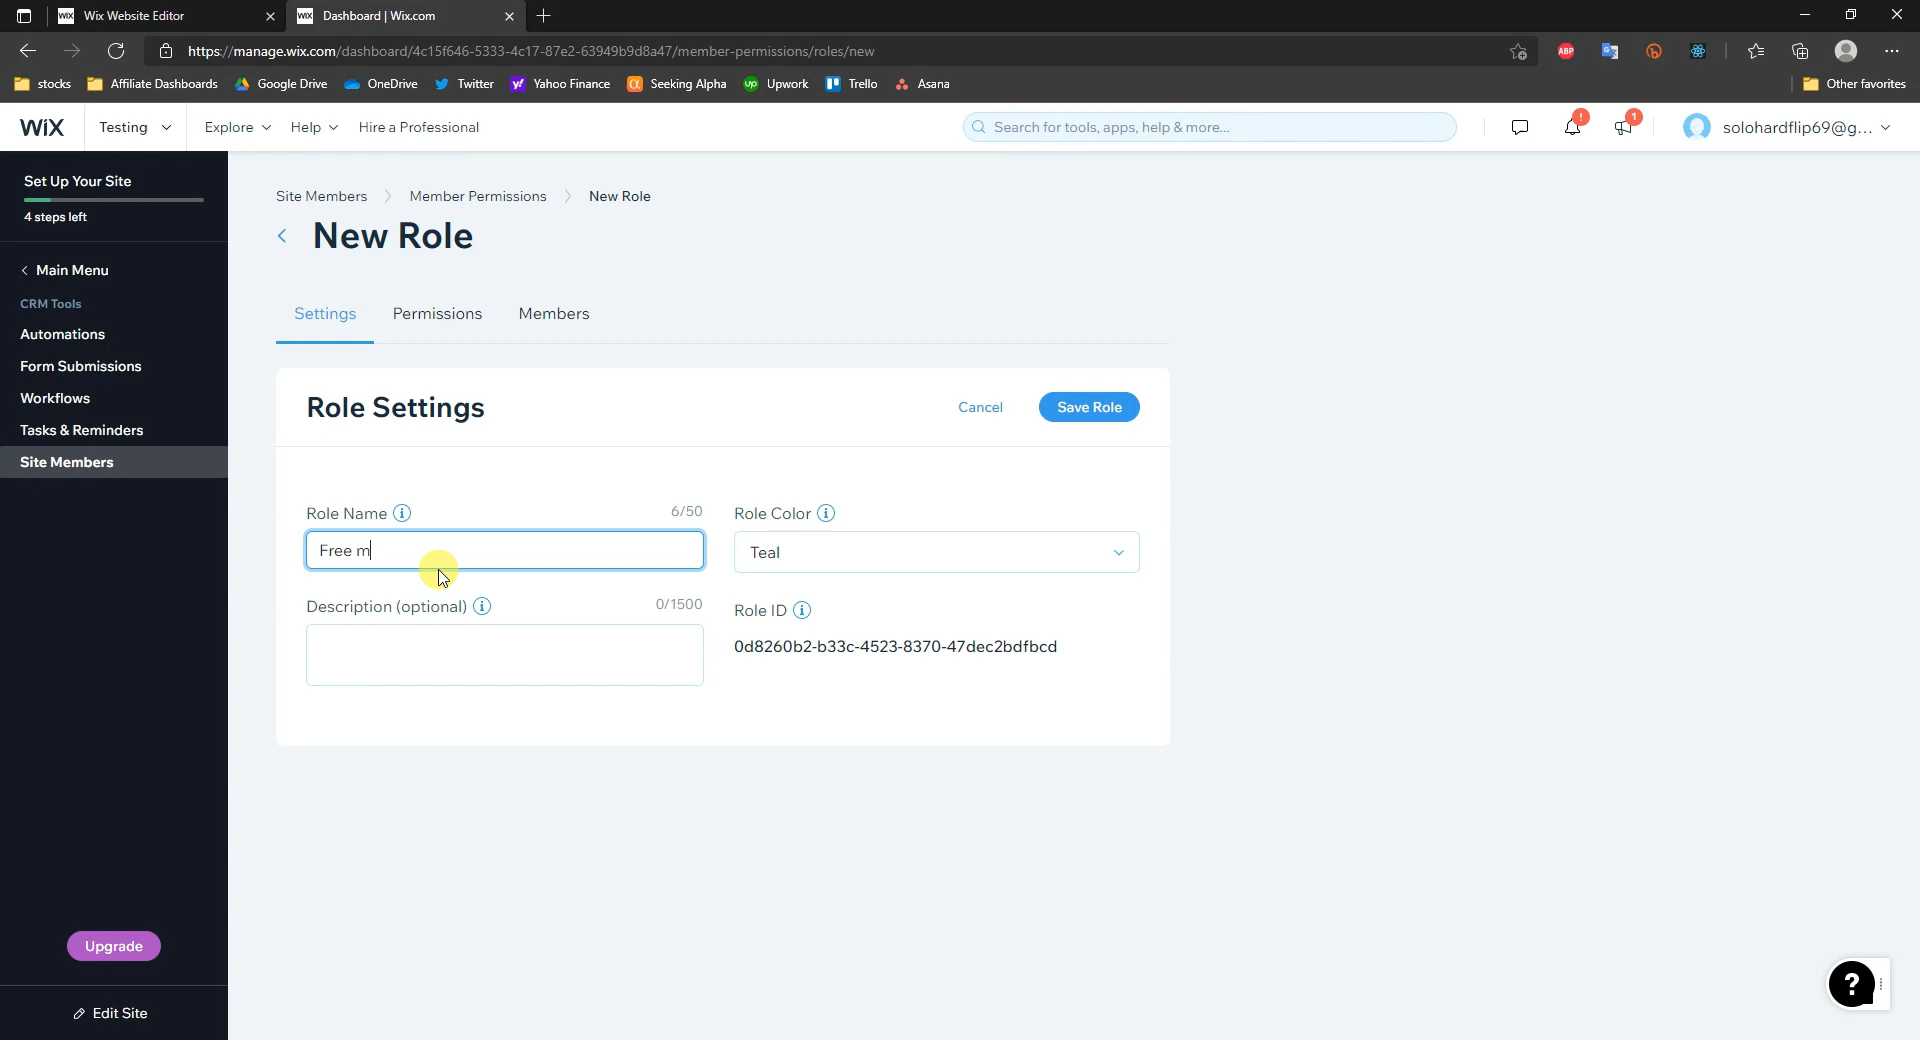 Wix Website Editor
Dashboard | Wix.com
https://manage.wix.com/dashboard/4c15f646-5333-4c17-87e2-63949b9d8a47/member-permissions/roles/new
ABP
stocks
Affiliate Dashboards
Google Drive
OneDrive
Twitter
Yahoo Finance
Seeking Alpha
Upwork
Trello
Asana
Other favorites
WiX
Testing
Explore
Help
Hire a Professional
Search for tools, apps, help & more...
!
1
solohardflip69@g...
Set Up Your Site
4 steps left
Main Menu
CRM Tools
Automations
Form Submissions
Workflows
Tasks & Reminders
Site Members
Upgrade
Edit Site
Site Members > Member Permissions > New Role
New Role
Settings
Permissions
Members
Role Settings
Cancel
Save Role
Role Name
6/50
Free m
Role Color
Teal
Description (optional)
0/1500
Role ID
0d8260b2-b33c-4523-8370-47dec2bdfbcd
?